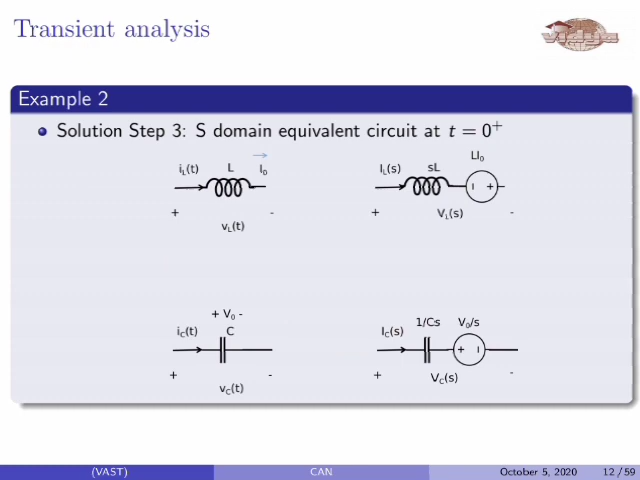 Transient analysis
vidya
Example 2
Solution Step 3: S domain equivalent circuit at t = 0⁺
iL(t) L I₀
IL(s) sL LI₀
+ -
vL(t)
- +
+ VL(s) -
+ V₀ -
iC(t) C
IC(s) 1/Cs V₀/s
+ -
+ -
vC(t)
+ VC(s) -
(VAST) CAN October 5, 2020 12 / 59